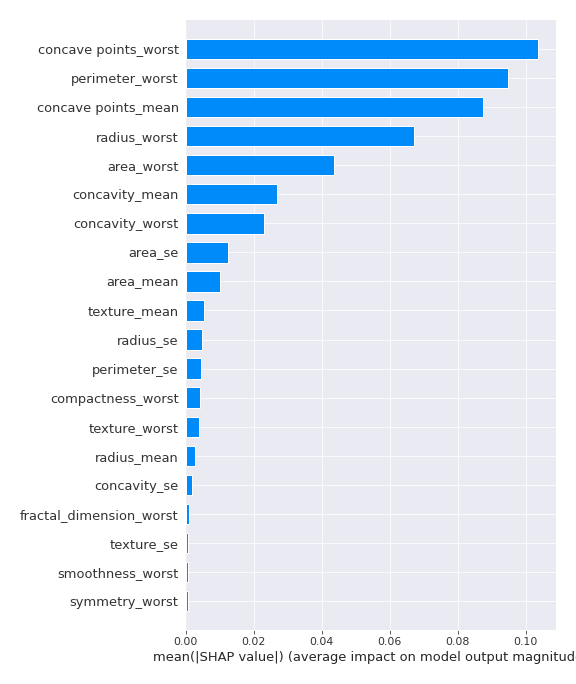 concave points_worst
perimeter_worst
concave points_mean
radius_worst
area_worst
concavity_mean
concavity_worst
area_se
area_mean
texture_mean
radius_se
perimeter_se
compactness_worst
texture_worst
radius_mean
concavity_se
fractal_dimension_worst
texture_se
smoothness_worst
symmetry_worst
0.00 0.02 0.04 0.06 0.08 0.10
mean(|SHAP value|) (average impact on model output magnitud